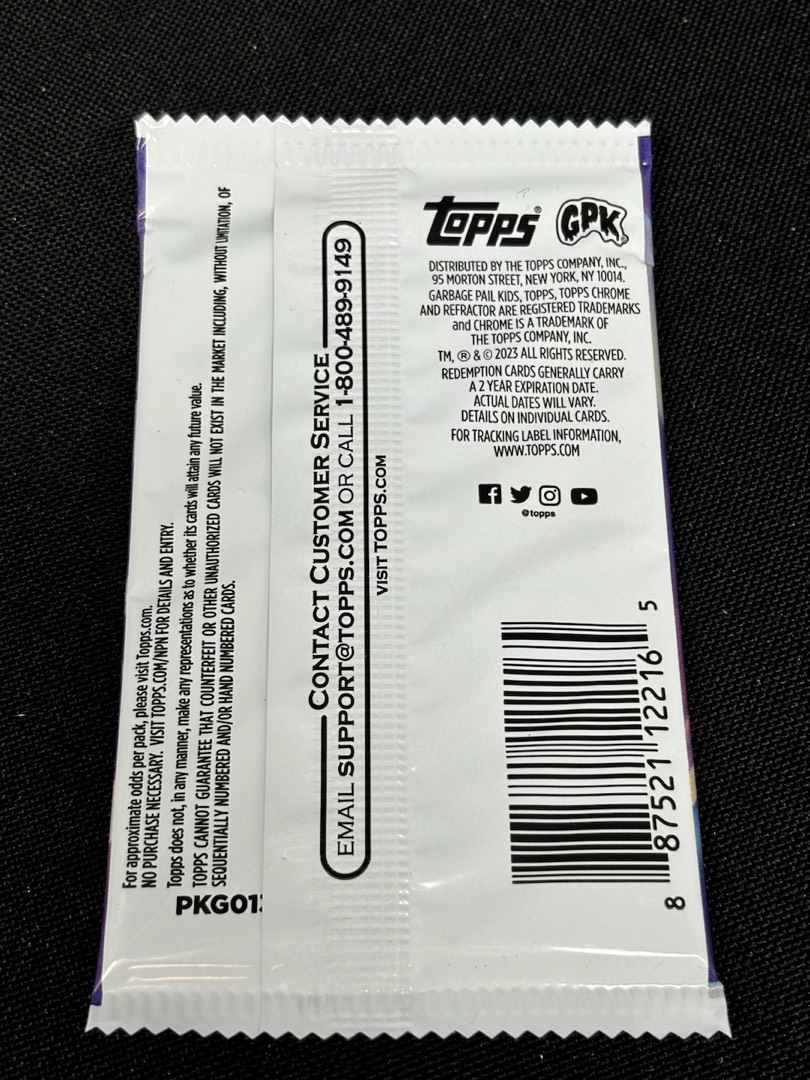 For approximate odds per pack, please visit Topps.com.
NO PURCHASE NECESSARY. VISIT TOPPS.COM/NPN FOR DETAILS AND ENTRY.
Topps does not, in any manner, make any representations as to whether its cards will attain any future value.
TOPPS CANNOT GUARANTEE THAT COUNTERFEIT OR OTHER UNAUTHORIZED CARDS WILL NOT EXIST IN THE MARKET INCLUDING, WITHOUT LIMITATION, OF
SEQUENTIALLY NUMBERED AND/OR HAND NUMBERED CARDS.
CONTACT CUSTOMER SERVICE
EMAIL SUPPORT@TOPPS.COM OR CALL 1-800-489-9149
VISIT TOPPS.COM
topps®
GPK®
DISTRIBUTED BY THE TOPPS COMPANY, INC.,
95 MORTON STREET, NEW YORK, NY 10014.
GARBAGE PAIL KIDS, TOPPS, TOPPS CHROME
AND REFRACTOR ARE REGISTERED TRADEMARKS
and CHROME IS A TRADEMARK OF
THE TOPPS COMPANY, INC.
TM, ® & © 2023 ALL RIGHTS RESERVED.
REDEMPTION CARDS GENERALLY CARRY
A 2 YEAR EXPIRATION DATE.
ACTUAL DATES WILL VARY.
DETAILS ON INDIVIDUAL CARDS.
FOR TRACKING LABEL INFORMATION,
WWW.TOPPS.COM
@topps
8 87521 12216 5